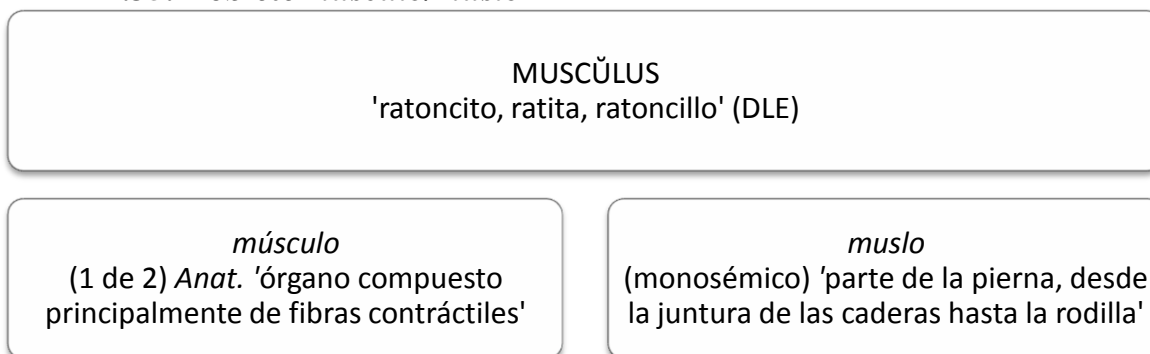 MUSCŬLUS
'ratoncito, ratita, ratoncillo' (DLE)
músculo
(1 de 2) Anat. 'órgano compuesto
principalmente de fibras contráctiles'
muslo
(monosémico) 'parte de la pierna, desde
la juntura de las caderas hasta la rodilla'